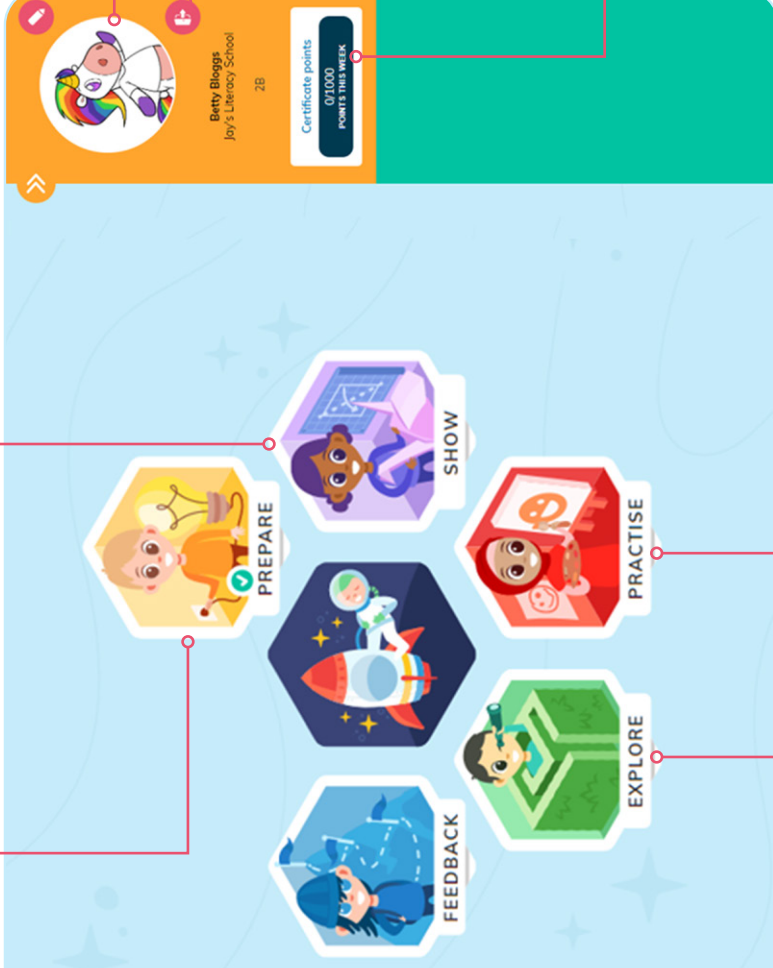 PREPARE
FEEDBACK
SHOW
EXPLORE
PRACTISE
Betty Bloggs
Jay's Literacy School
2B
Certificate points
0/1000
POINTS THIS WEEK